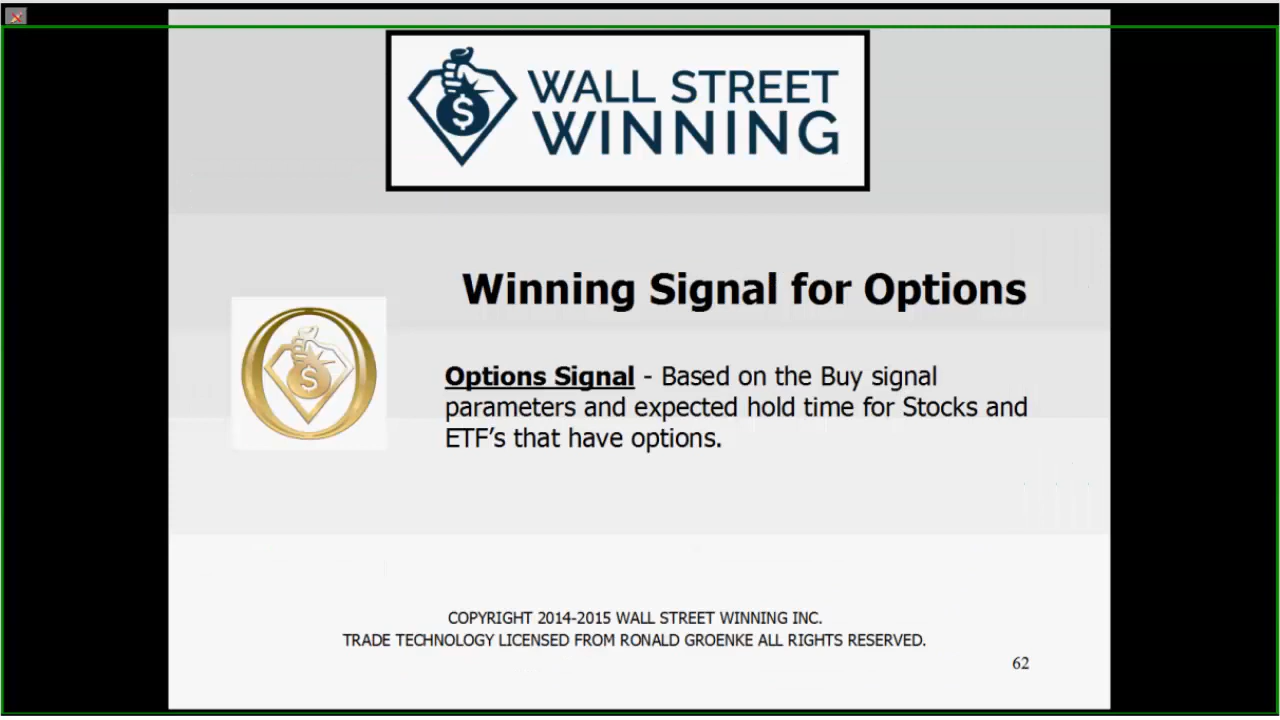 WALL STREET
WINNING
Winning Signal for Options
Options Signal - Based on the Buy signal
parameters and expected hold time for Stocks and
ETF’s that have options.
COPYRIGHT 2014-2015 WALL STREET WINNING INC.
TRADE TECHNOLOGY LICENSED FROM RONALD GROENKE ALL RIGHTS RESERVED.
62